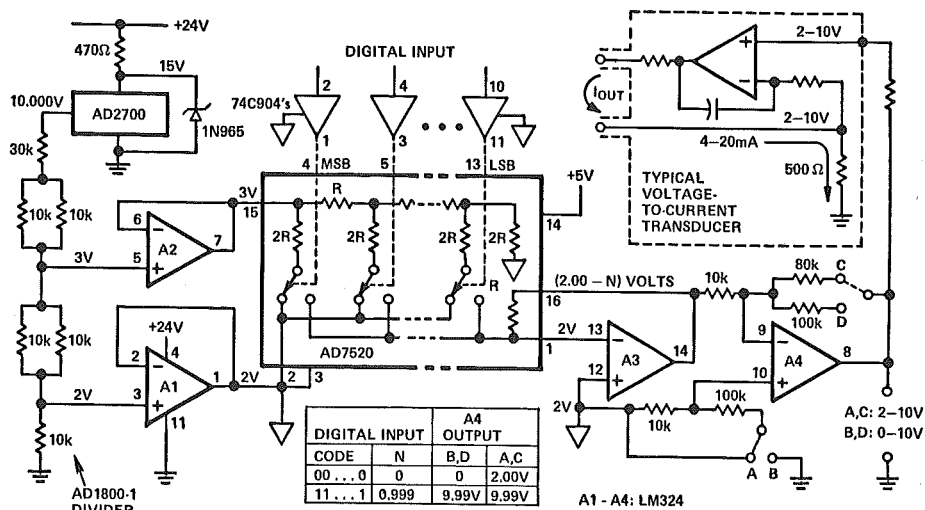 +24V
470Ω
15V
10.000V
AD2700
1N965
30k
10k
10k
3V
10k
10k
2V
10k
AD1800-1
DIVIDER
6
5
A2
7
3V
15
+24V
4
2
3
A1
1
11
2V
DIGITAL INPUT
2
4
10
74C904's
1
3
11
4
MSB
5
13
LSB
R
2R
2R
2R
2R
R
+5V
14
AD7520
2
3
16
1
(2.00 – N) VOLTS
2V
13
12
A3
14
2V
10k
80k
C
100k
D
9
10
A4
8
10k
100k
A
B
A,C: 2–10V
B,D: 0–10V
A1 - A4: LM324
IOUT
2–10V
2–10V
4–20mA
500Ω
TYPICAL
VOLTAGE-
TO-CURRENT
TRANSDUCER
DIGITAL INPUT A4 OUTPUT
CODE N B,D A,C
00 ... 0 0 0 2.00V
11 ... 1 0.999 9.99V 9.99V